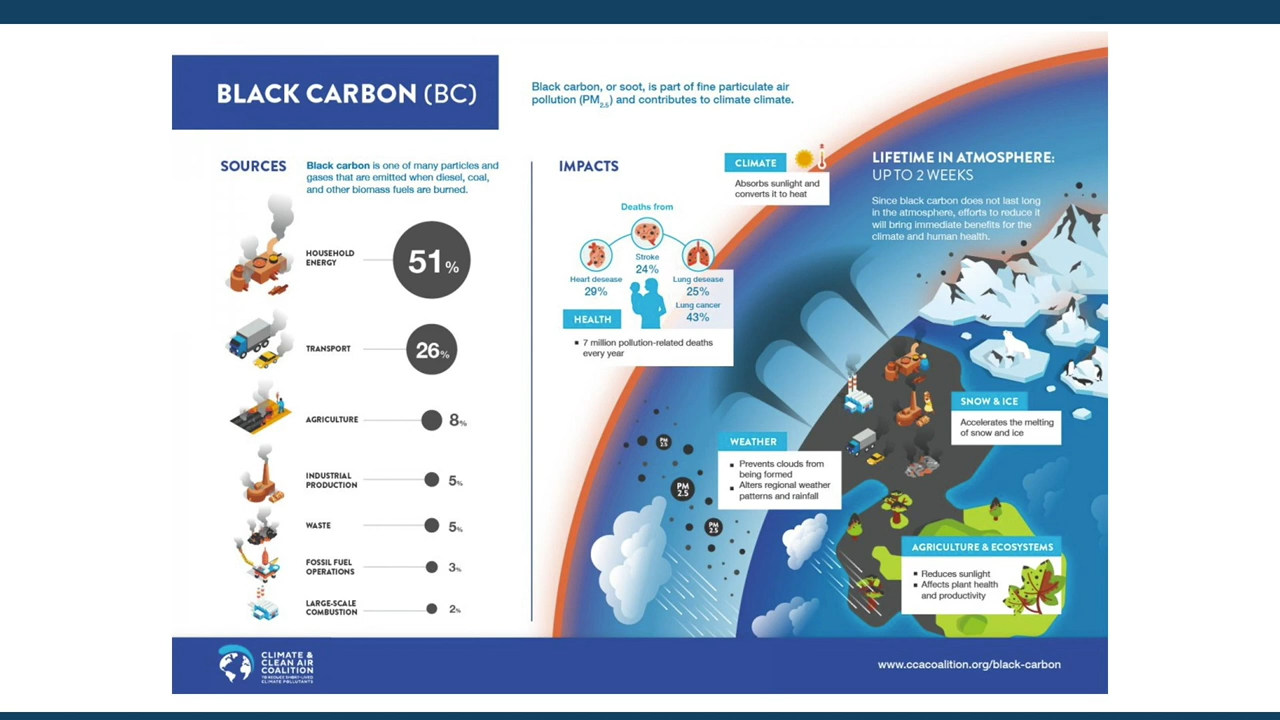 BLACK CARBON (BC)
Black carbon, or soot, is part of fine particulate air
pollution (PM2.5) and contributes to climate climate.
SOURCES
Black carbon is one of many particles and
gases that are emitted when diesel, coal,
and other biomass fuels are burned.
HOUSEHOLD
ENERGY
51%
TRANSPORT
26%
AGRICULTURE
8%
INDUSTRIAL
PRODUCTION
5%
WASTE
5%
FOSSIL FUEL
OPERATIONS
3%
LARGE-SCALE
COMBUSTION
2%
IMPACTS
Deaths from
Stroke
24%
Heart desease
29%
Lung desease
25%
Lung cancer
43%
HEALTH
▪ 7 million pollution-related deaths
every year
CLIMATE
Absorbs sunlight and
converts it to heat
LIFETIME IN ATMOSPHERE:
UP TO 2 WEEKS
Since black carbon does not last long
in the atmosphere, efforts to reduce it
will bring immediate benefits for the
climate and human health.
SNOW & ICE
Accelerates the melting
of snow and ice
WEATHER
▪ Prevents clouds from
being formed
▪ Alters regional weather
patterns and rainfall
PM
2.5
PM
2.5
PM
2.5
AGRICULTURE & ECOSYSTEMS
▪ Reduces sunlight
▪ Affects plant health
and productivity
CLIMATE &
CLEAN AIR
COALITION
TO REDUCE SHORT-LIVED
CLIMATE POLLUTANTS
www.ccacoalition.org/black-carbon